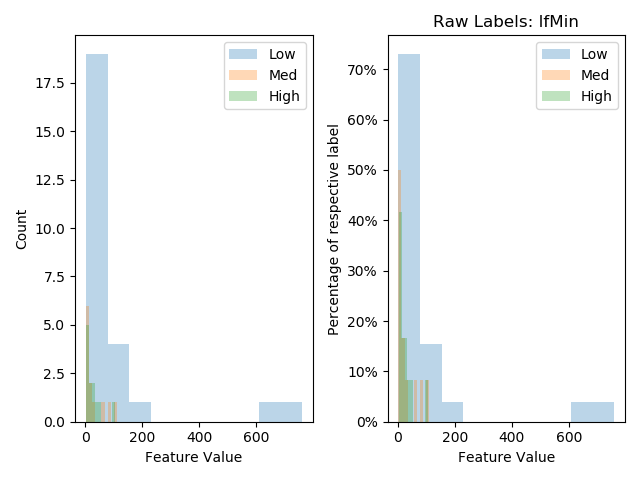 Raw Labels: lfMin
Low
Med
High
17.5
15.0
12.5
10.0
7.5
5.0
2.5
0.0
Count
0 200 400 600
Feature Value
Low
Med
High
70%
60%
50%
40%
30%
20%
10%
0%
Percentage of respective label
0 200 400 600
Feature Value